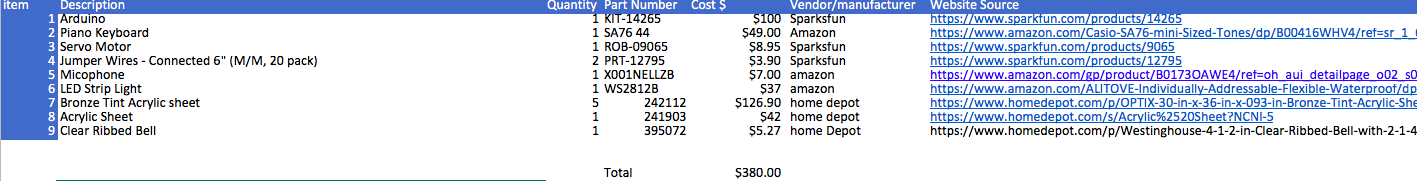 item Description Quantity Part Number Cost $ Vendor/manufacturer Website Source
1 Arduino 1 KIT-14265 $100 Sparksfun https://www.sparkfun.com/products/14265
2 Piano Keyboard 1 SA76 44 $49.00 Amazon https://www.amazon.com/Casio-SA76-mini-Sized-Tones/dp/B00416WHV4/ref=sr_1_
3 Servo Motor 1 ROB-09065 $8.95 Sparksfun https://www.sparkfun.com/products/9065
4 Jumper Wires - Connected 6" (M/M, 20 pack) 2 PRT-12795 $3.90 Sparksfun https://www.sparkfun.com/products/12795
5 Micophone 1 X001NELLZB $7.00 amazon https://www.amazon.com/gp/product/B0173OAWE4/ref=oh_aui_detailpage_o02_s0
6 LED Strip Light 1 WS2812B $37 amazon https://www.amazon.com/ALITOVE-Individually-Addressable-Flexible-Waterproof/dp
7 Bronze Tint Acrylic sheet 5 242112 $126.90 home depot https://www.homedepot.com/p/OPTIX-30-in-x-36-in-x-093-in-Bronze-Tint-Acrylic-She
8 Acrylic Sheet 1 241903 $42 home depot https://www.homedepot.com/s/Acrylic%2520Sheet?NCNI-5
9 Clear Ribbed Bell 1 395072 $5.27 home Depot https://www.homedepot.com/p/Westinghouse-4-1-2-in-Clear-Ribbed-Bell-with-2-1-4
Total $380.00